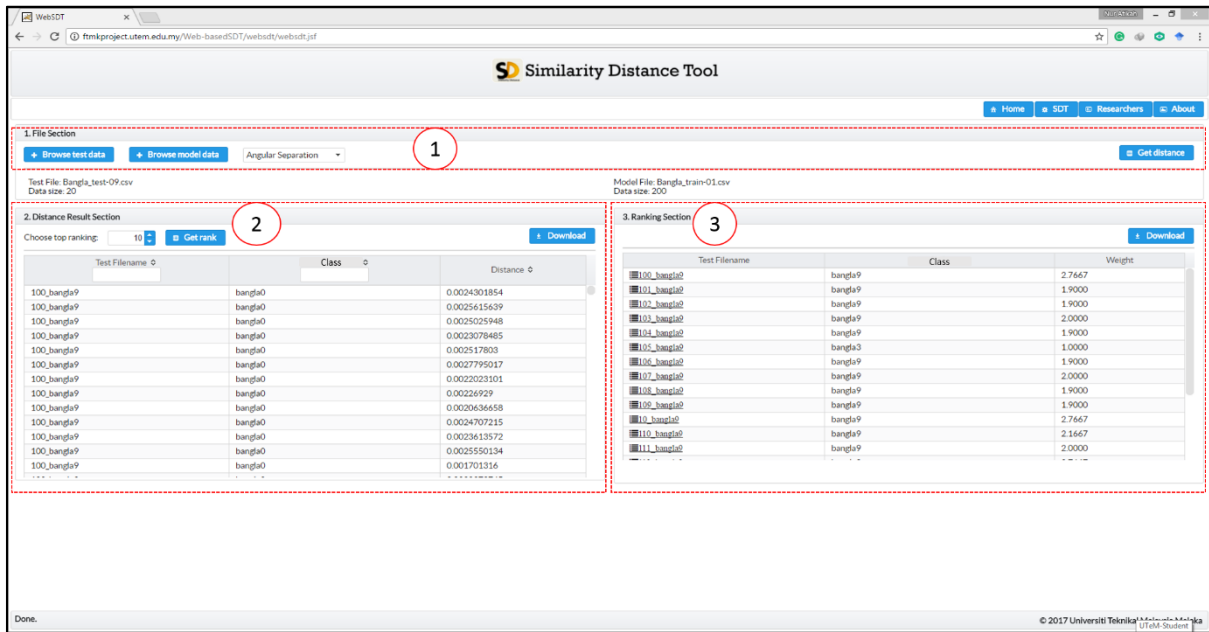 WebSDT
ftmkproject.utem.edu.my/Web-basedSDT/websdt/websdt.jsf
SD Similarity Distance Tool
Home SDT Researchers About
1. File Section
+ Browse test data + Browse model data Angular Separation 1 Get distance
Test File: Bangla_test-09.csv Model File: Bangla_train-01.csv
Data size: 20 Data size: 200
2. Distance Result Section 2
Choose top ranking: 10 Get rank Download
Test Filename Class Distance
100_bangla9 bangla0 0.0024301854
100_bangla9 bangla0 0.0025615639
100_bangla9 bangla0 0.0025025948
100_bangla9 bangla0 0.0023078485
100_bangla9 bangla0 0.002517803
100_bangla9 bangla0 0.0027795017
100_bangla9 bangla0 0.0022023101
100_bangla9 bangla0 0.00226929
100_bangla9 bangla0 0.0020636658
100_bangla9 bangla0 0.0024707215
100_bangla9 bangla0 0.0023613572
100_bangla9 bangla0 0.0025550134
100_bangla9 bangla0 0.001701316
3. Ranking Section 3
Download
Test Filename Class Weight
100_bangla9 bangla9 2.7667
101_bangla9 bangla9 1.9000
102_bangla9 bangla9 1.9000
103_bangla9 bangla9 2.0000
104_bangla9 bangla9 1.9000
105_bangla9 bangla3 1.0000
106_bangla9 bangla9 1.9000
107_bangla9 bangla9 2.0000
108_bangla9 bangla9 1.9000
109_bangla9 bangla9 1.9000
10_bangla9 bangla9 2.7667
110_bangla9 bangla9 2.1667
111_bangla9 bangla9 2.0000
Done. © 2017 Universiti Teknikal
UTeM-Student